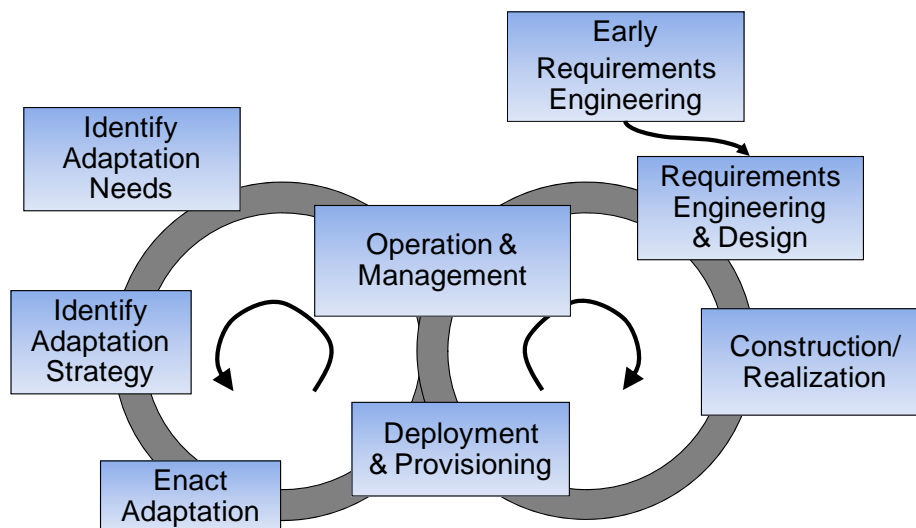 Early
Requirements
Engineering
Identify
Adaptation
Needs
Requirements
Engineering
& Design
Operation &
Management
Identify
Adaptation
Strategy
Construction/
Realization
Deployment
& Provisioning
Enact
Adaptation